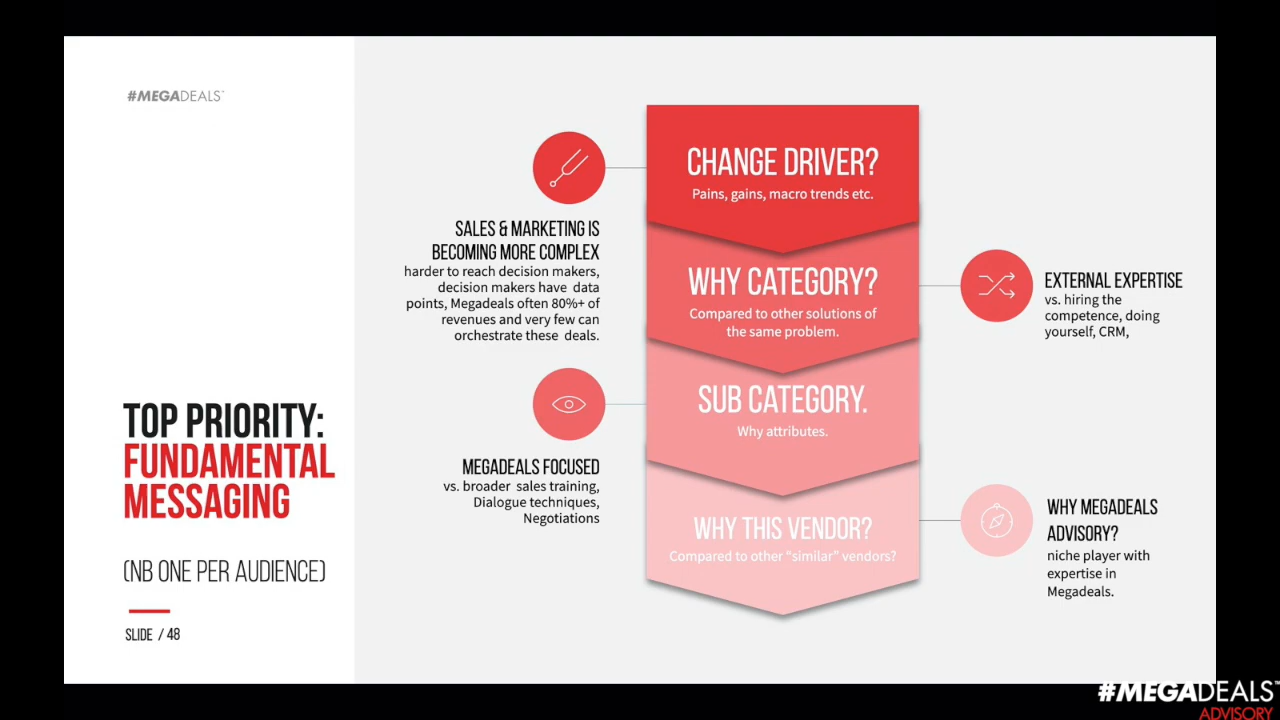 #MEGADEALS™
TOP PRIORITY:
FUNDAMENTAL
MESSAGING
(NB ONE PER AUDIENCE)
SLIDE / 48
CHANGE DRIVER?
Pains, gains, macro trends etc.
SALES & MARKETING IS
BECOMING MORE COMPLEX
harder to reach decision makers,
decision makers have data
points, Megadeals often 80%+ of
revenues and very few can
orchestrate these deals.
WHY CATEGORY?
Compared to other solutions of
the same problem.
EXTERNAL EXPERTISE
vs. hiring the
competence, doing
yourself, CRM,
SUB CATEGORY.
Why attributes.
MEGADEALS FOCUSED
vs. broader sales training,
Dialogue techniques,
Negotiations
WHY THIS VENDOR?
Compared to other “similar” vendors?
WHY MEGADEALS
ADVISORY?
niche player with
expertise in
Megadeals.
#MEGADEALS™
ADVISORY